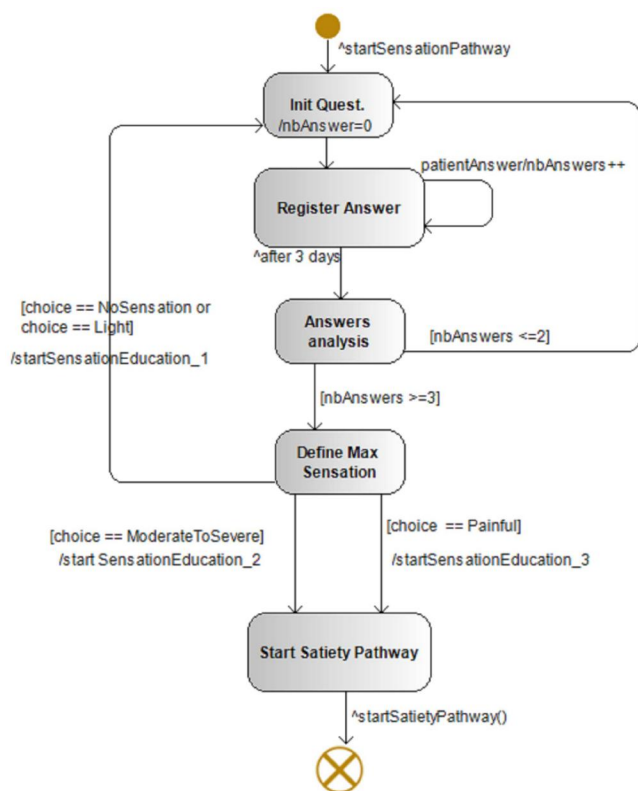 ^startSensationPathway
Init Quest.
/nbAnswer=0
patientAnswer/nbAnswers++
Register Answer
^after 3 days
[choice == NoSensation or
choice == Light]
/startSensationEducation_1
Answers
analysis
[nbAnswers <=2]
[nbAnswers >=3]
Define Max
Sensation
[choice == ModerateToSevere]
/start SensationEducation_2
[choice == Painful]
/startSensationEducation_3
Start Satiety Pathway
^startSatietyPathway()